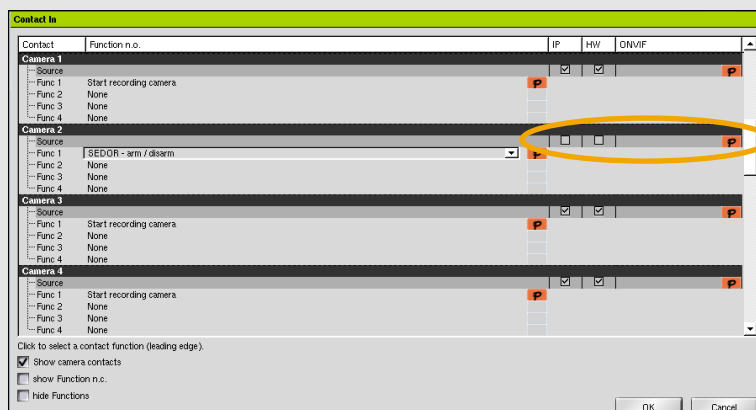 Contact In
Contact Function n.o. IP HW ONVIF
Camera 1
Source P
Func 1 Start recording camera P
Func 2 None
Func 3 None
Func 4 None
Camera 2
Source P
Func 1 SEDOR - arm / disarm P
Func 2 None
Func 3 None
Func 4 None
Camera 3
Source P
Func 1 Start recording camera P
Func 2 None
Func 3 None
Func 4 None
Camera 4
Source P
Func 1 Start recording camera P
Func 2 None
Func 3 None
Func 4 None
Click to select a contact function (leading edge).
Show camera contacts
show Function n.c.
hide Functions
OK Cancel